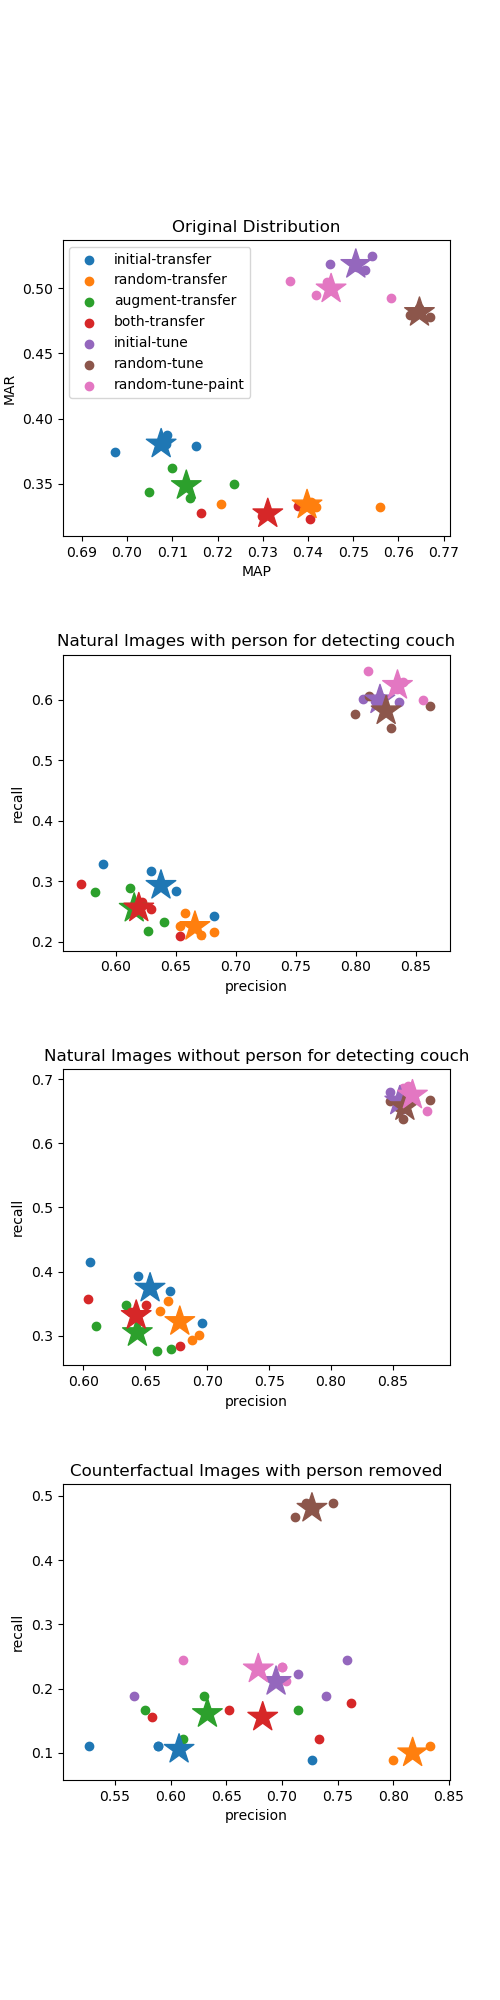 Original Distribution
initial-transfer
random-transfer
augment-transfer
both-transfer
initial-tune
random-tune
random-tune-paint
MAR
0.50
0.45
0.40
0.35
0.69 0.70 0.71 0.72 0.73 0.74 0.75 0.76 0.77
MAP
Natural Images with person for detecting couch
recall
0.6
0.5
0.4
0.3
0.2
0.60 0.65 0.70 0.75 0.80 0.85
precision
Natural Images without person for detecting couch
recall
0.7
0.6
0.5
0.4
0.3
0.60 0.65 0.70 0.75 0.80 0.85
precision
Counterfactual Images with person removed
recall
0.5
0.4
0.3
0.2
0.1
0.55 0.60 0.65 0.70 0.75 0.80 0.85
precision